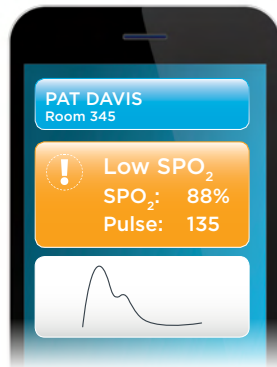 PAT DAVIS
Room 345
!
Low SPO₂
SPO₂: 88%
Pulse: 135